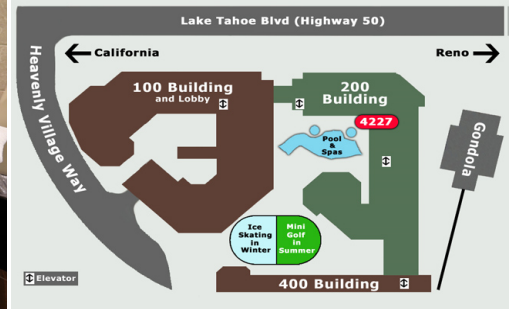 Lake Tahoe Blvd (Highway 50)
California
Reno
Heavenly Village Way
100 Building
and Lobby
200
Building
4227
Pool
&
Spas
Gondola
Ice
Skating
in
Winter
Mini
Golf
in
Summer
Elevator
400 Building